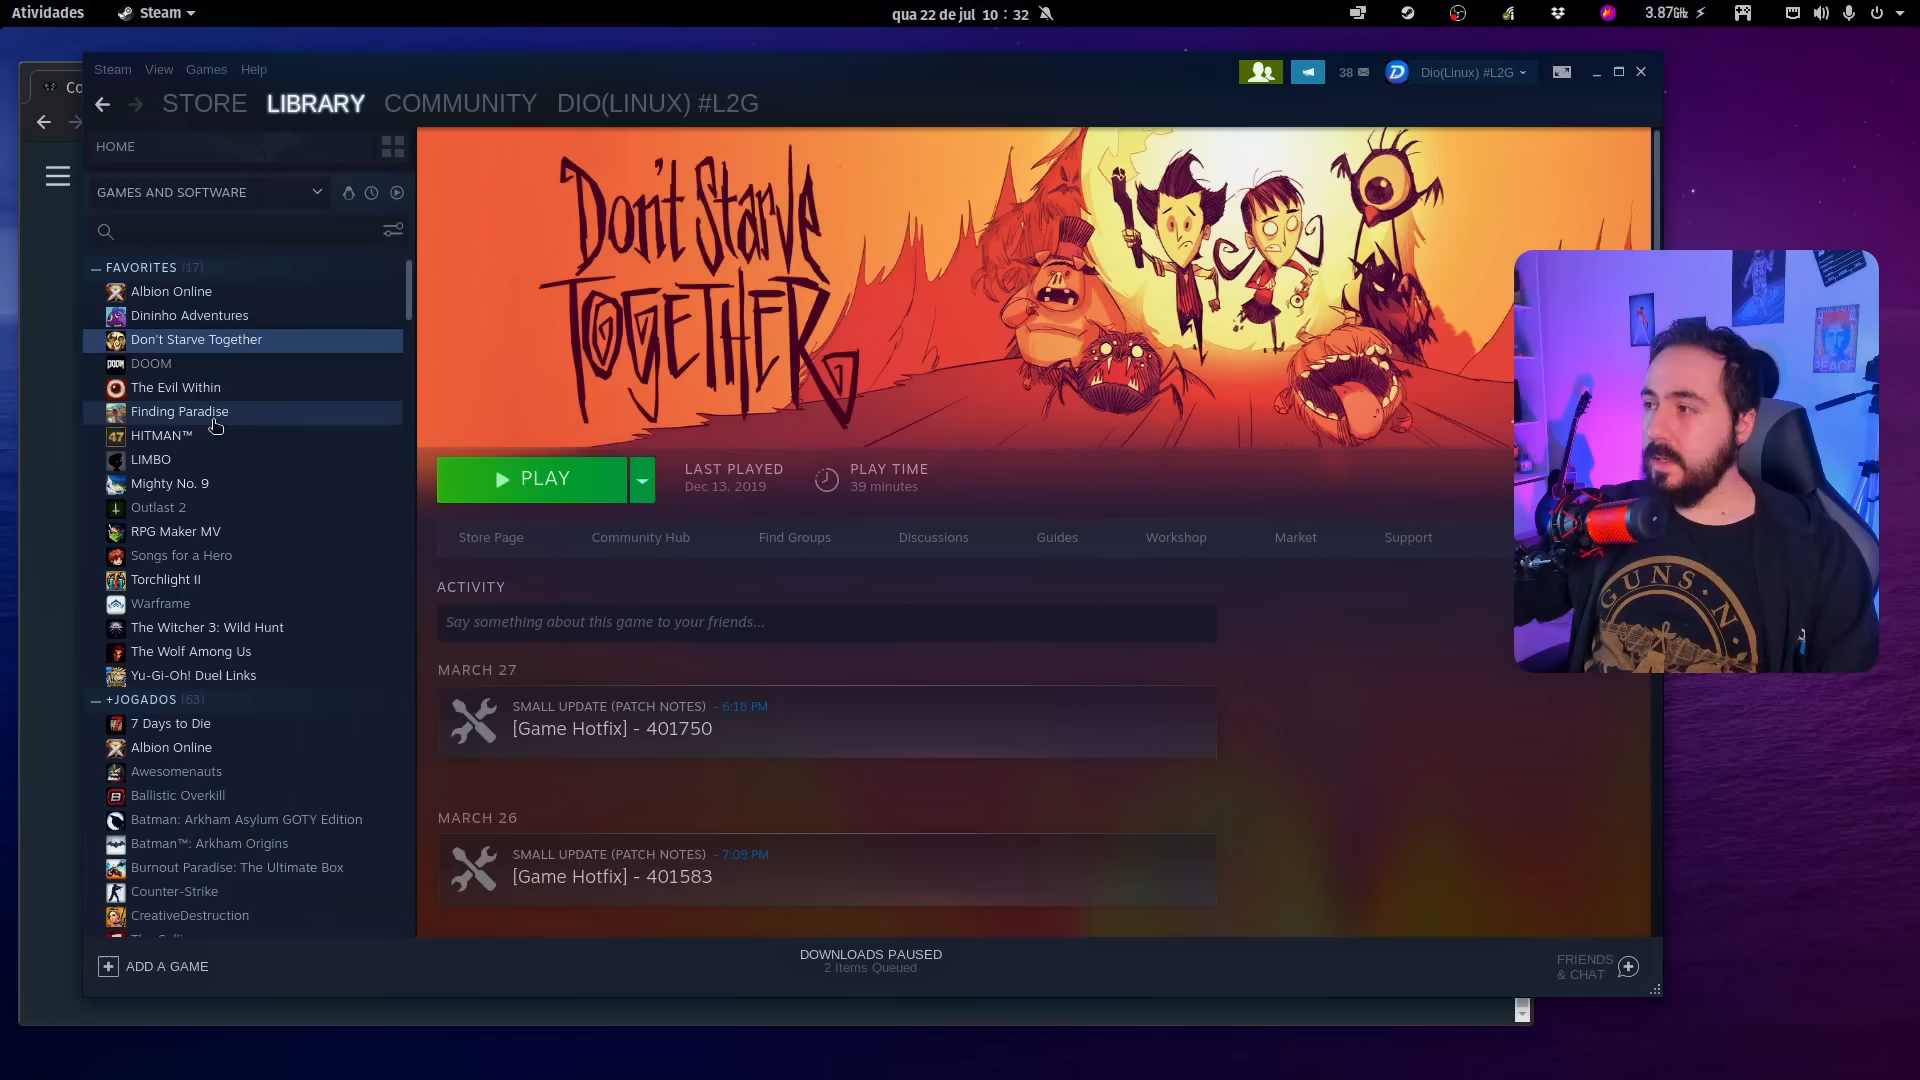 Atividades
Steam
qua 22 de jul 10 : 32
3.87GHz
Co
Steam View Games Help
38
Dio(Linux) #L2G
STORE LIBRARY COMMUNITY DIO(LINUX) #L2G
HOME
GAMES AND SOFTWARE
FAVORITES (17)
Albion Online
Dininho Adventures
Don't Starve Together
DOOM
The Evil Within
Finding Paradise
HITMAN™
LIMBO
Mighty No. 9
Outlast 2
RPG Maker MV
Songs for a Hero
Torchlight II
Warframe
The Witcher 3: Wild Hunt
The Wolf Among Us
Yu-Gi-Oh! Duel Links
+JOGADOS (63)
7 Days to Die
Albion Online
Awesomenauts
Ballistic Overkill
Batman: Arkham Asylum GOTY Edition
Batman™: Arkham Origins
Burnout Paradise: The Ultimate Box
Counter-Strike
CreativeDestruction
Don't Starve
TOGETHER
PLAY
LAST PLAYED
Dec 13, 2019
PLAY TIME
39 minutes
Store Page
Community Hub
Find Groups
Discussions
Guides
Workshop
Market
Support
ACTIVITY
Say something about this game to your friends...
MARCH 27
SMALL UPDATE (PATCH NOTES) - 6:18 PM
[Game Hotfix] - 401750
MARCH 26
SMALL UPDATE (PATCH NOTES) - 7:09 PM
[Game Hotfix] - 401583
PEACE
GUNS N
ADD A GAME
DOWNLOADS PAUSED
2 Items Queued
FRIENDS
& CHAT